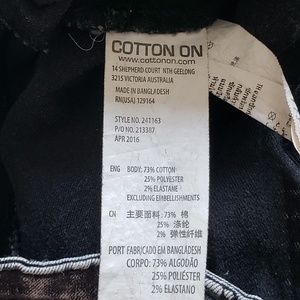 COTTON ON
www.cottonon.com
14 SHEPHERD COURT NTH GEELONG
3215 VICTORIA AUSTRALIA
MADE IN BANGLADESH
RN(USA) 129164
STYLE NO. 241163
P/O NO. 213387
APR 2016
ENG BODY: 73% COTTON
25% POLYESTER
2% ELASTANE
EXCLUDING EMBELLISHMENTS
CN 主要面料: 73% 棉
25% 涤纶
2% 弹性纤维
PORT FABRICADO EM BANGLADESH
CORPO: 73% ALGODÃO
25% POLIÉSTER
2% ELASTANO